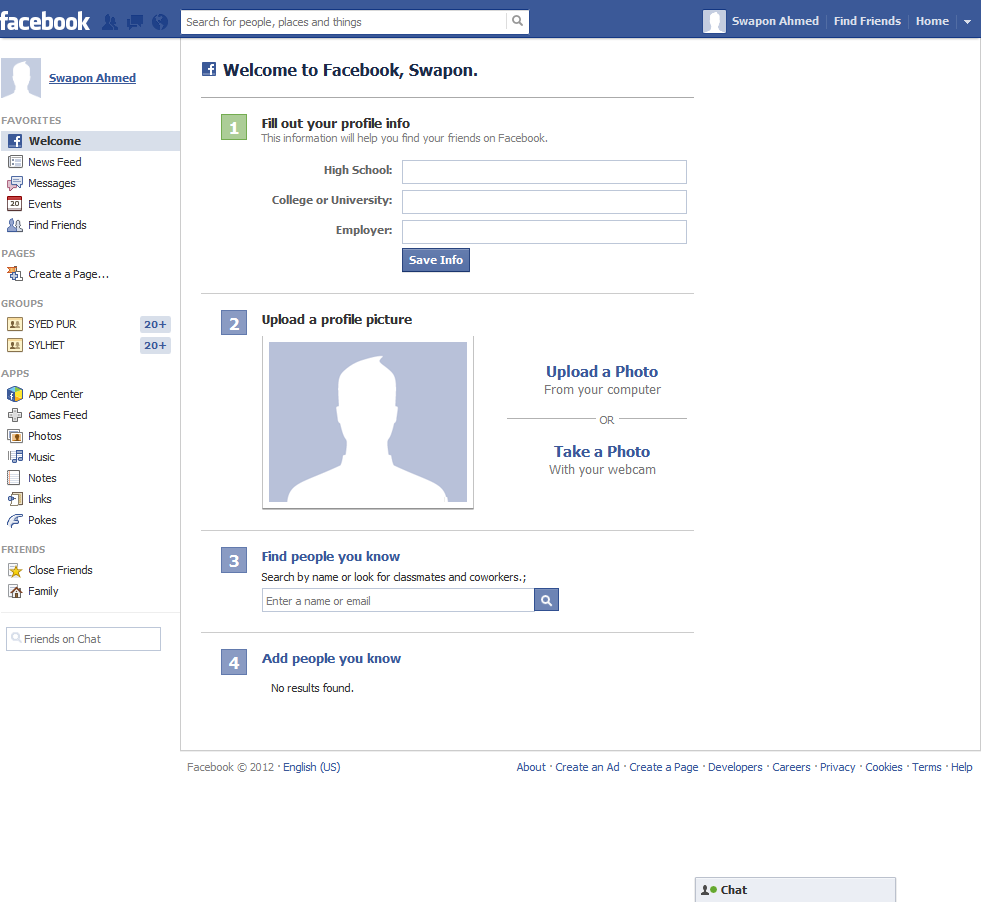 facebook
Search for people, places and things
Swapon Ahmed
Find Friends
Home
Swapon Ahmed
FAVORITES
Welcome
News Feed
Messages
20 Events
Find Friends
PAGES
Create a Page...
GROUPS
SYED PUR 20+
SYLHET 20+
APPS
App Center
Games Feed
Photos
Music
Notes
Links
Pokes
FRIENDS
Close Friends
Family
Friends on Chat
Welcome to Facebook, Swapon.
1 Fill out your profile info
This information will help you find your friends on Facebook.
High School:
College or University:
Employer:
Save Info
2 Upload a profile picture
Upload a Photo
From your computer
OR
Take a Photo
With your webcam
3 Find people you know
Search by name or look for classmates and coworkers.;
Enter a name or email
4 Add people you know
No results found.
Facebook © 2012 · English (US)
About · Create an Ad · Create a Page · Developers · Careers · Privacy · Cookies · Terms · Help
Chat